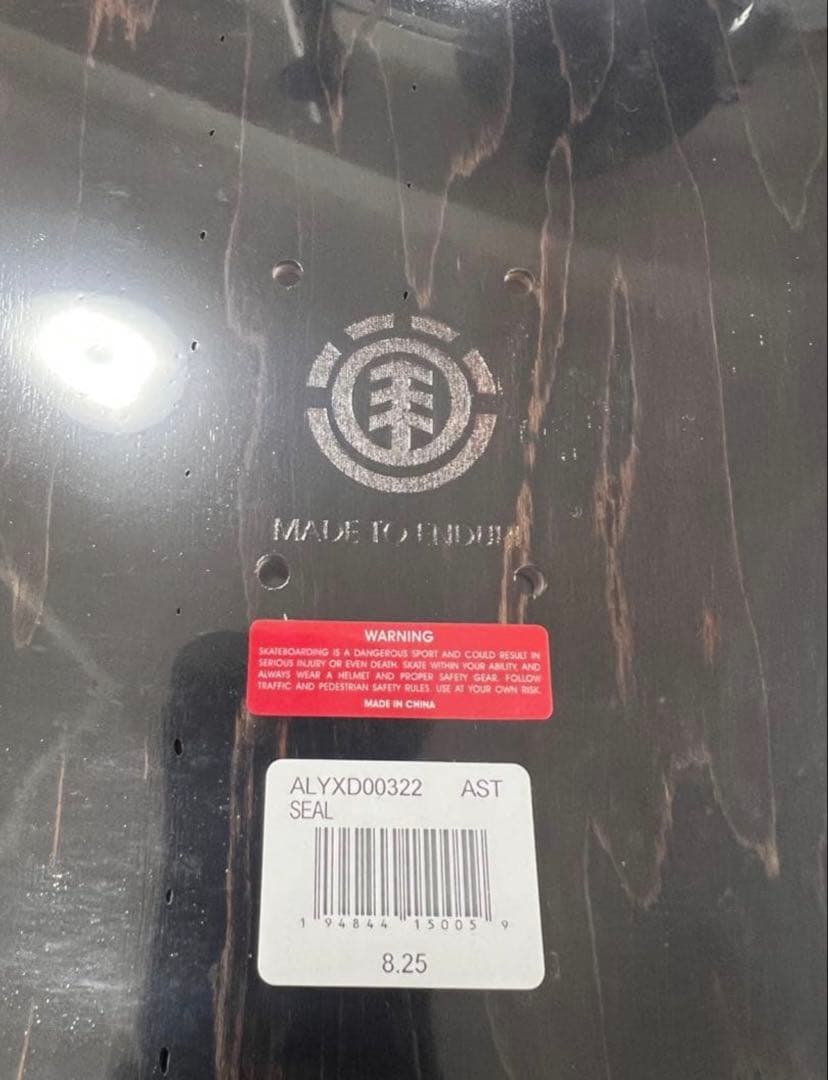 MADE TO ENDURE
WARNING
SKATEBOARDING IS A DANGEROUS SPORT AND COULD RESULT IN
SERIOUS INJURY OR EVEN DEATH. SKATE WITHIN YOUR ABILITY, AND
ALWAYS WEAR A HELMET AND PROPER SAFETY GEAR. FOLLOW
TRAFFIC AND PEDESTRIAN SAFETY RULES. USE AT YOUR OWN RISK.
MADE IN CHINA
ALYXD00322 AST
SEAL
1 94844 15005 9
8.25